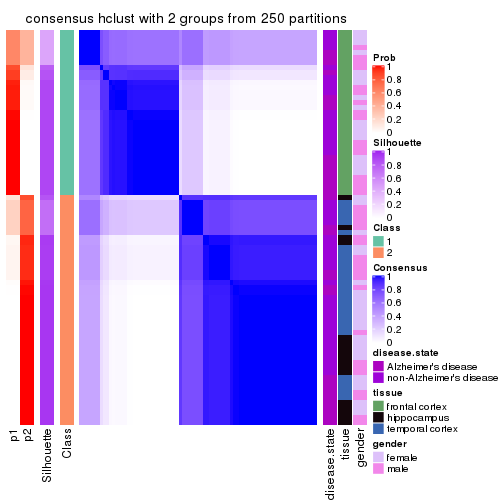 consensus hclust with 2 groups from 250 partitions
Prob
1
0.8
0.6
0.4
0.2
0
Silhouette
1
0.8
0.6
0.4
0.2
0
Class
1
2
Consensus
1
0.8
0.6
0.4
0.2
0
disease.state
Alzheimer's disease
non-Alzheimer's disease
tissue
frontal cortex
hippocampus
temporal cortex
gender
female
male
p1
p2
Silhouette
Class
disease.state
tissue
gender